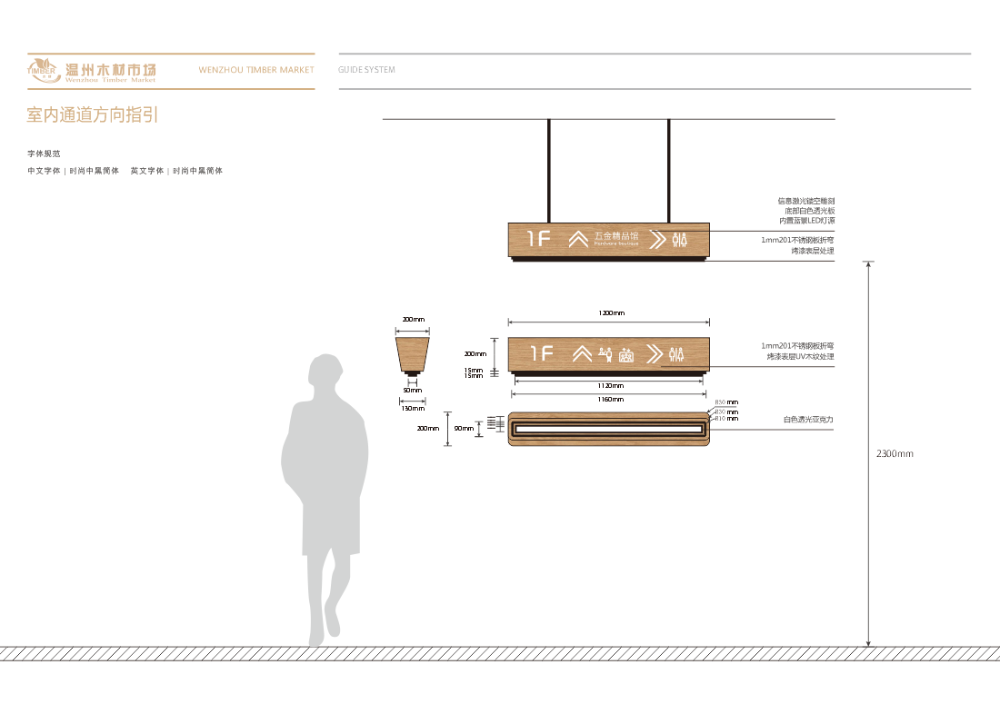 TIMBER
温州木材市场
Wenzhou Timber Market
WENZHOU TIMBER MARKET
GUIDE SYSTEM
室内通道方向指引
字体规范
中文字体 | 时尚中黑简体 英文字体 | 时尚中黑简体
信息激光镂空雕刻
底部白色透光板
内置蓝景LED灯源
1F
五金精品馆
Hardware boutique
1mm201不锈钢板折弯
烤漆表层处理
1200mm
200mm
200mm
15mm
15mm
1F
1mm201不锈钢板折弯
烤漆表层UV木纹处理
50mm
130mm
1120mm
1160mm
R50 mm
R30 mm
R10 mm
200mm
90mm
白色透光亚克力
2300mm